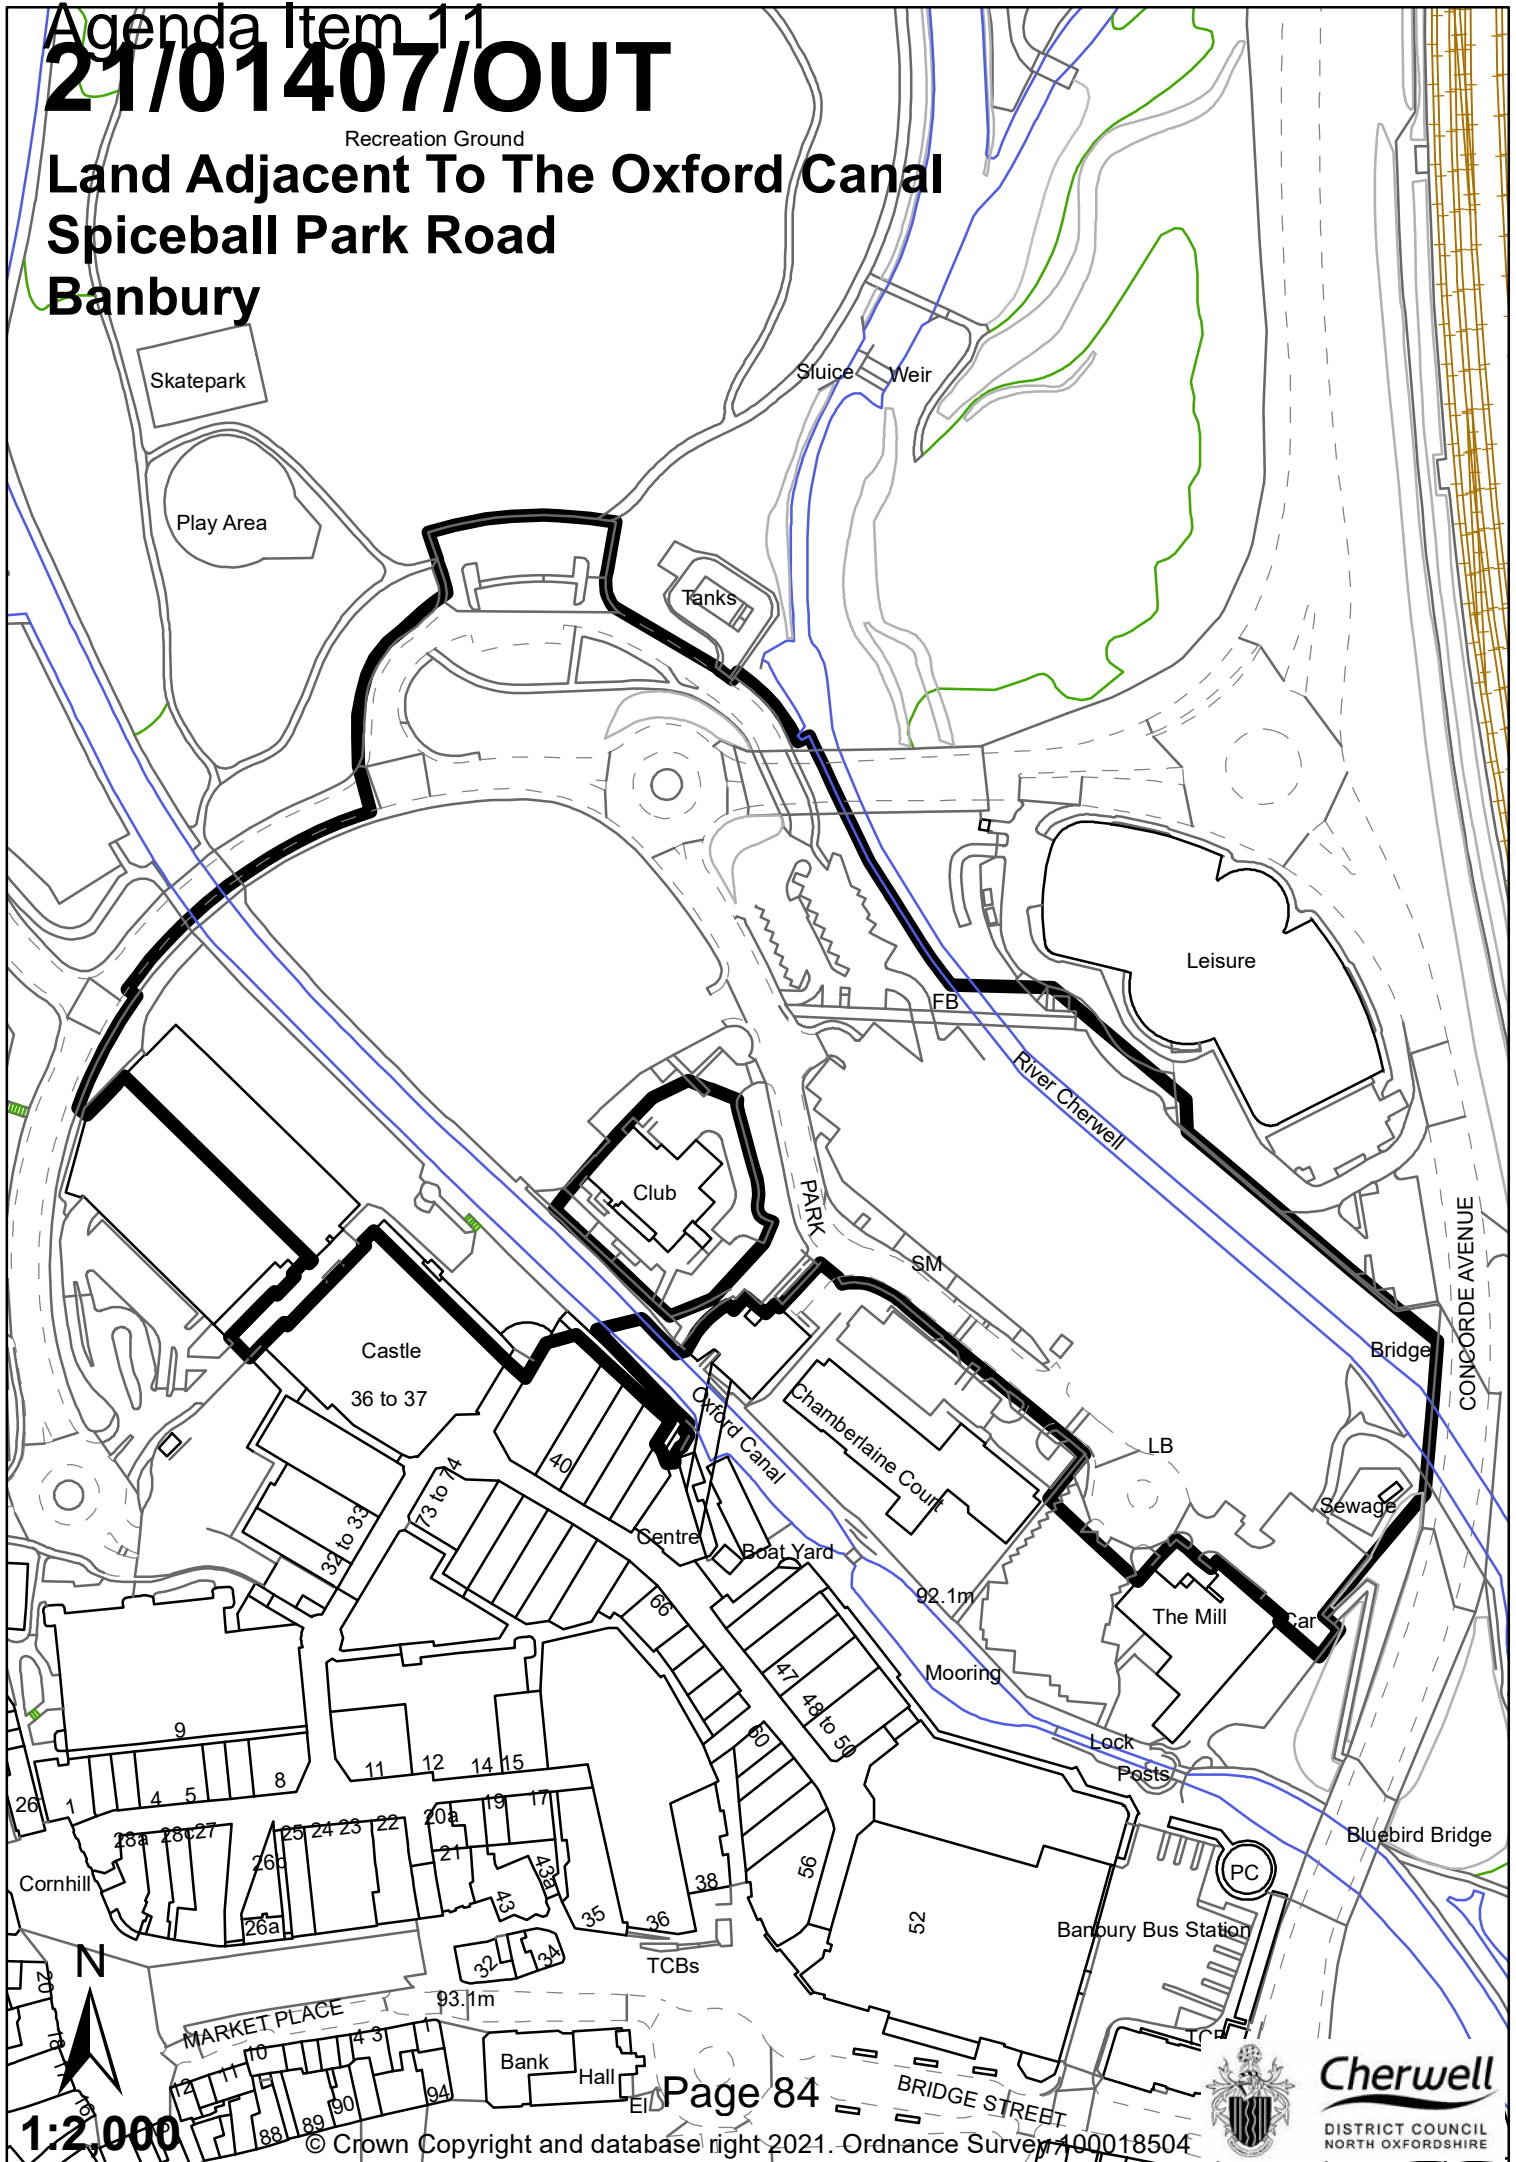 Agenda Item 11
21/01407/OUT
Recreation Ground
Land Adjacent To The Oxford Canal
Spiceball Park Road
Banbury
Skatepark
Sluice
Weir
Play Area
Tanks
Leisure
FB
River Cherwell
Club
PARK
CONCORDE AVENUE
SM
Castle
36 to 37
Bridge
Oxford Canal
Chamberlaine Court
LB
40
73 to 74
Sewage
32 to 33
Centre
Boat Yard
92.1m
66
The Mill
Car
47
Mooring
48 to 50
9
60
Lock
Posts
11
12
14
15
8
26
1
4
5
28a
28c
27
25
24
23
22
20a
19
17
21
26c
43a
Bluebird Bridge
56
PC
Cornhill
38
43
35
36
52
26a
Banbury Bus Station
N
32
34
TCBs
20
93.1m
MARKET PLACE
18
17
10
4
3
1
11
12
Bank
Hall
16
90
94
El
Page 84
BRIDGE STREET
88
89
1:2,000
© Crown Copyright and database right 2021. Ordnance Survey 100018504
Cherwell
DISTRICT COUNCIL
NORTH OXFORDSHIRE